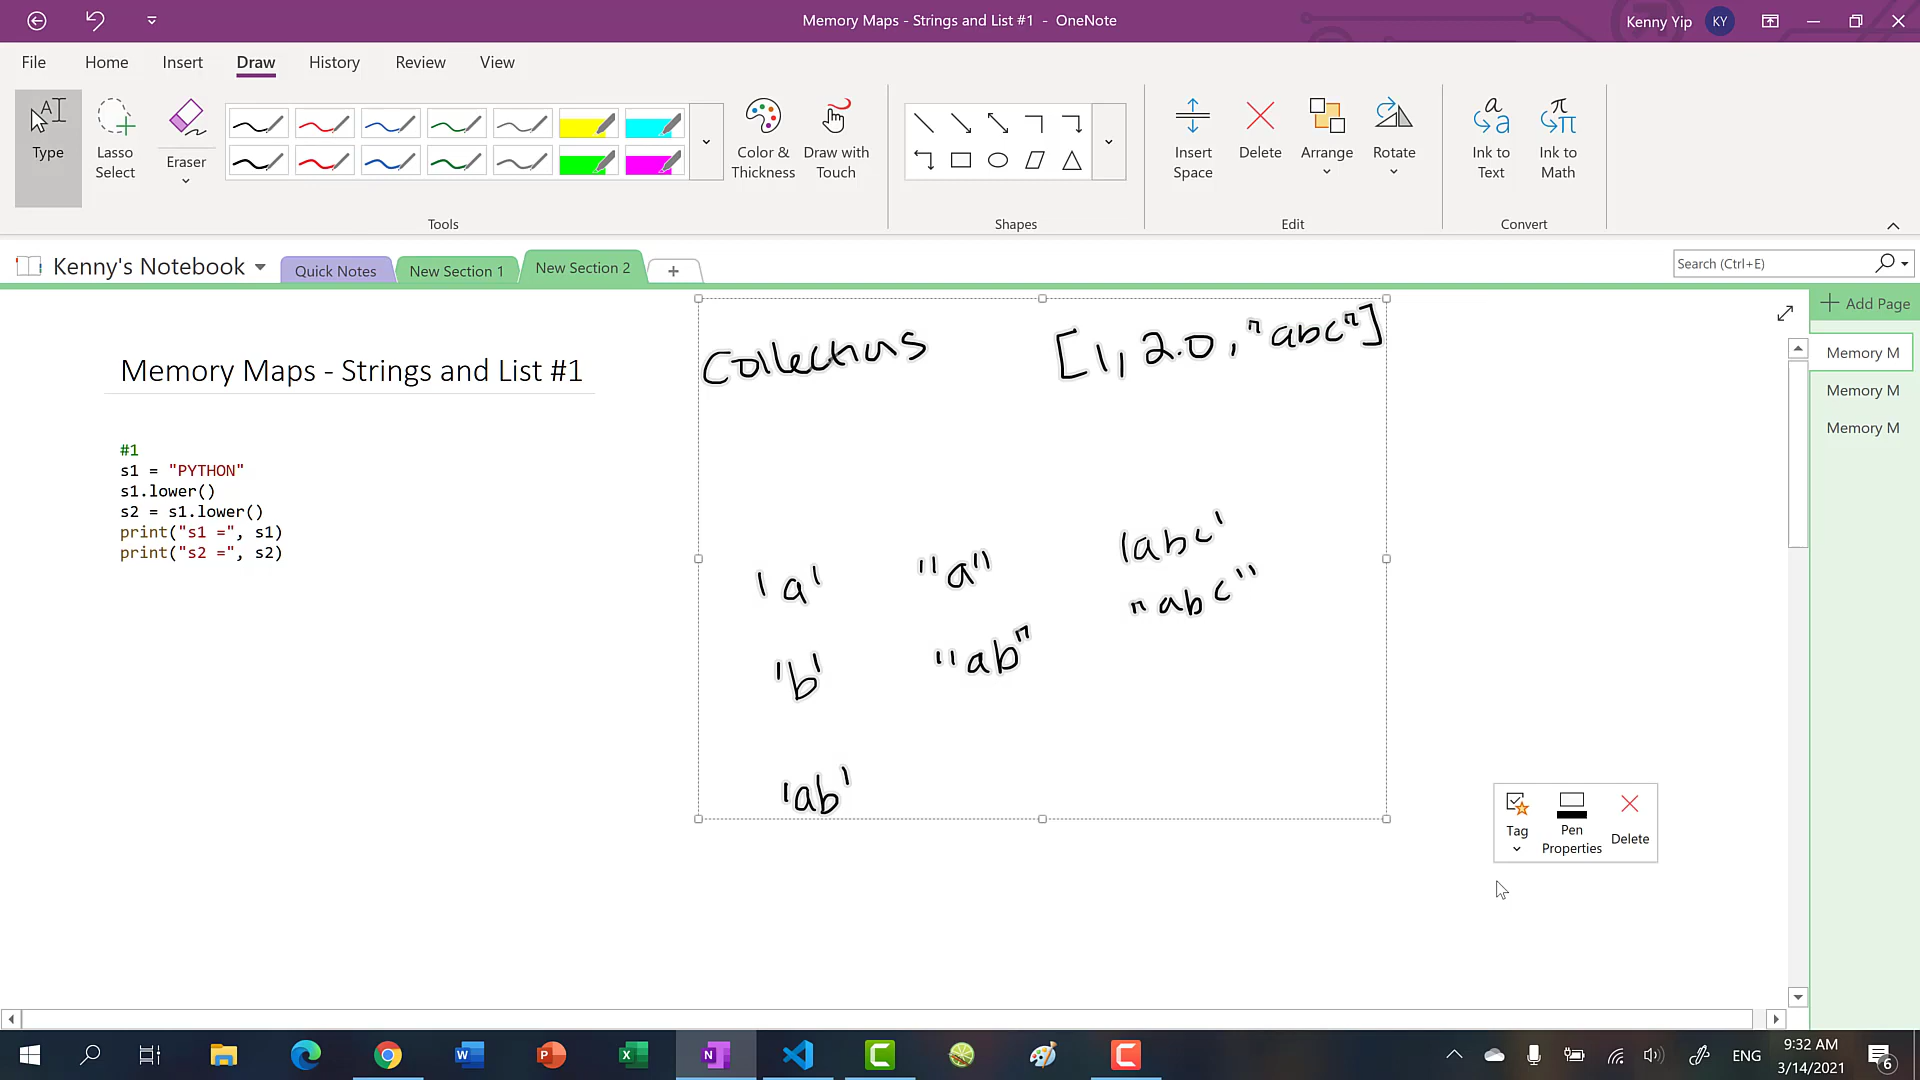 Memory Maps - Strings and List #1 - OneNote
Kenny Yip KY
File Home Insert Draw History Review View
Type
Lasso Select
Eraser
Color & Thickness
Draw with Touch
Insert Space
Delete
Arrange
Rotate
Ink to Text
Ink to Math
Tools
Shapes
Edit
Convert
Kenny's Notebook
Quick Notes
New Section 1
New Section 2
Search (Ctrl+E)
Add Page
Memory M
Memory M
Memory M
Memory Maps - Strings and List #1
#1
s1 = "PYTHON"
s1.lower()
s2 = s1.lower()
print("s1 =", s1)
print("s2 =", s2)
Collections [1, 2.0, "abc"]
'a' "a" 'abc'
"abc"
'b' "ab"
'ab'
Tag
Pen Properties
Delete
ENG
9:32 AM
3/14/2021
6